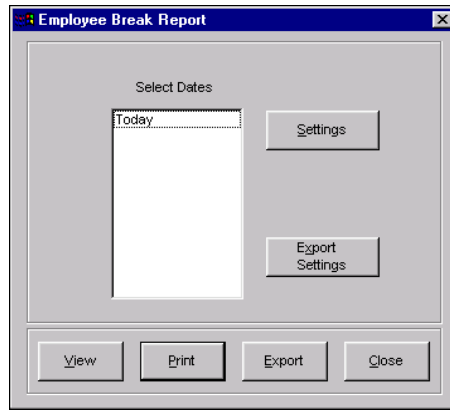 Employee Break Report
Select Dates
Today
Settings
Export
Settings
View
Print
Export
Close